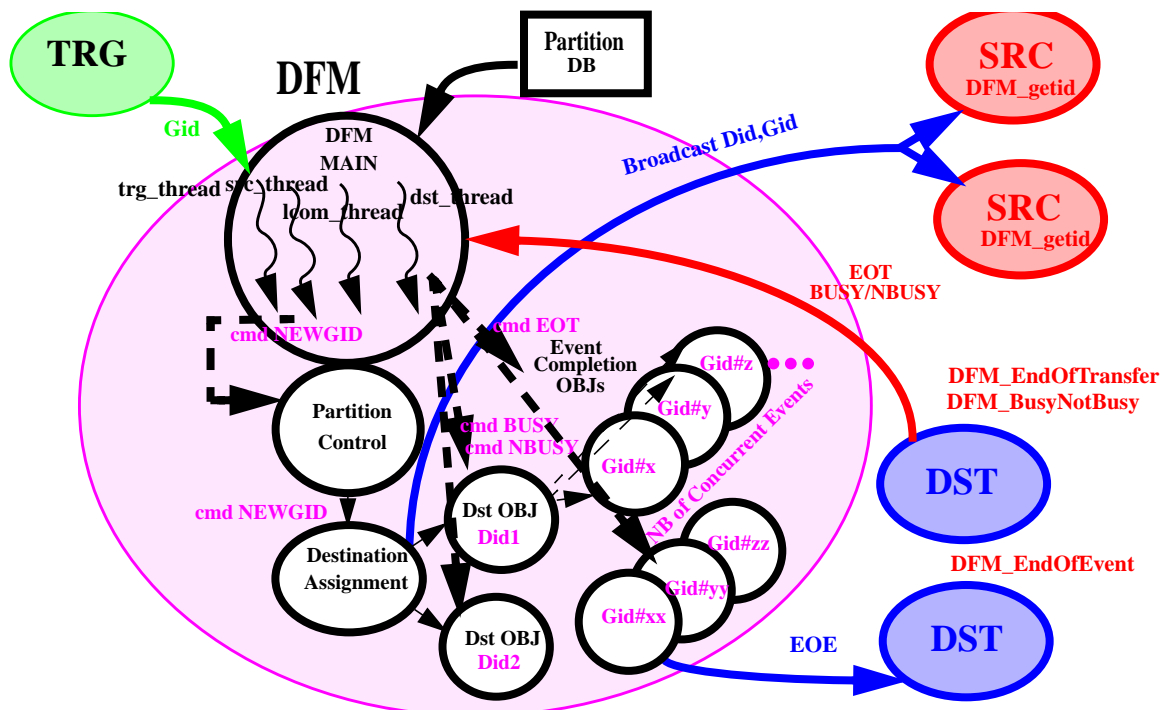 TRG
Partition
DB
SRC
DFM_getid
DFM
Gid
DFM
MAIN
Broadcast Did,Gid
trg_thread
src_thread
lcom_thread
dst_thread
SRC
DFM_getid
EOT
BUSY/NBUSY
cmd NEWGID
cmd EOT
Event
Completion
OBJs
Gid#z
Gid#y
Gid#x
NB of Concurrent Events
DFM_EndOfTransfer
DFM_BusyNotBusy
Partition
Control
cmd BUSY
cmd NBUSY
DST
cmd NEWGID
Dst OBJ
Did1
Destination
Assignment
Gid#zz
Gid#yy
Gid#xx
DFM_EndOfEvent
Dst OBJ
Did2
EOE
DST